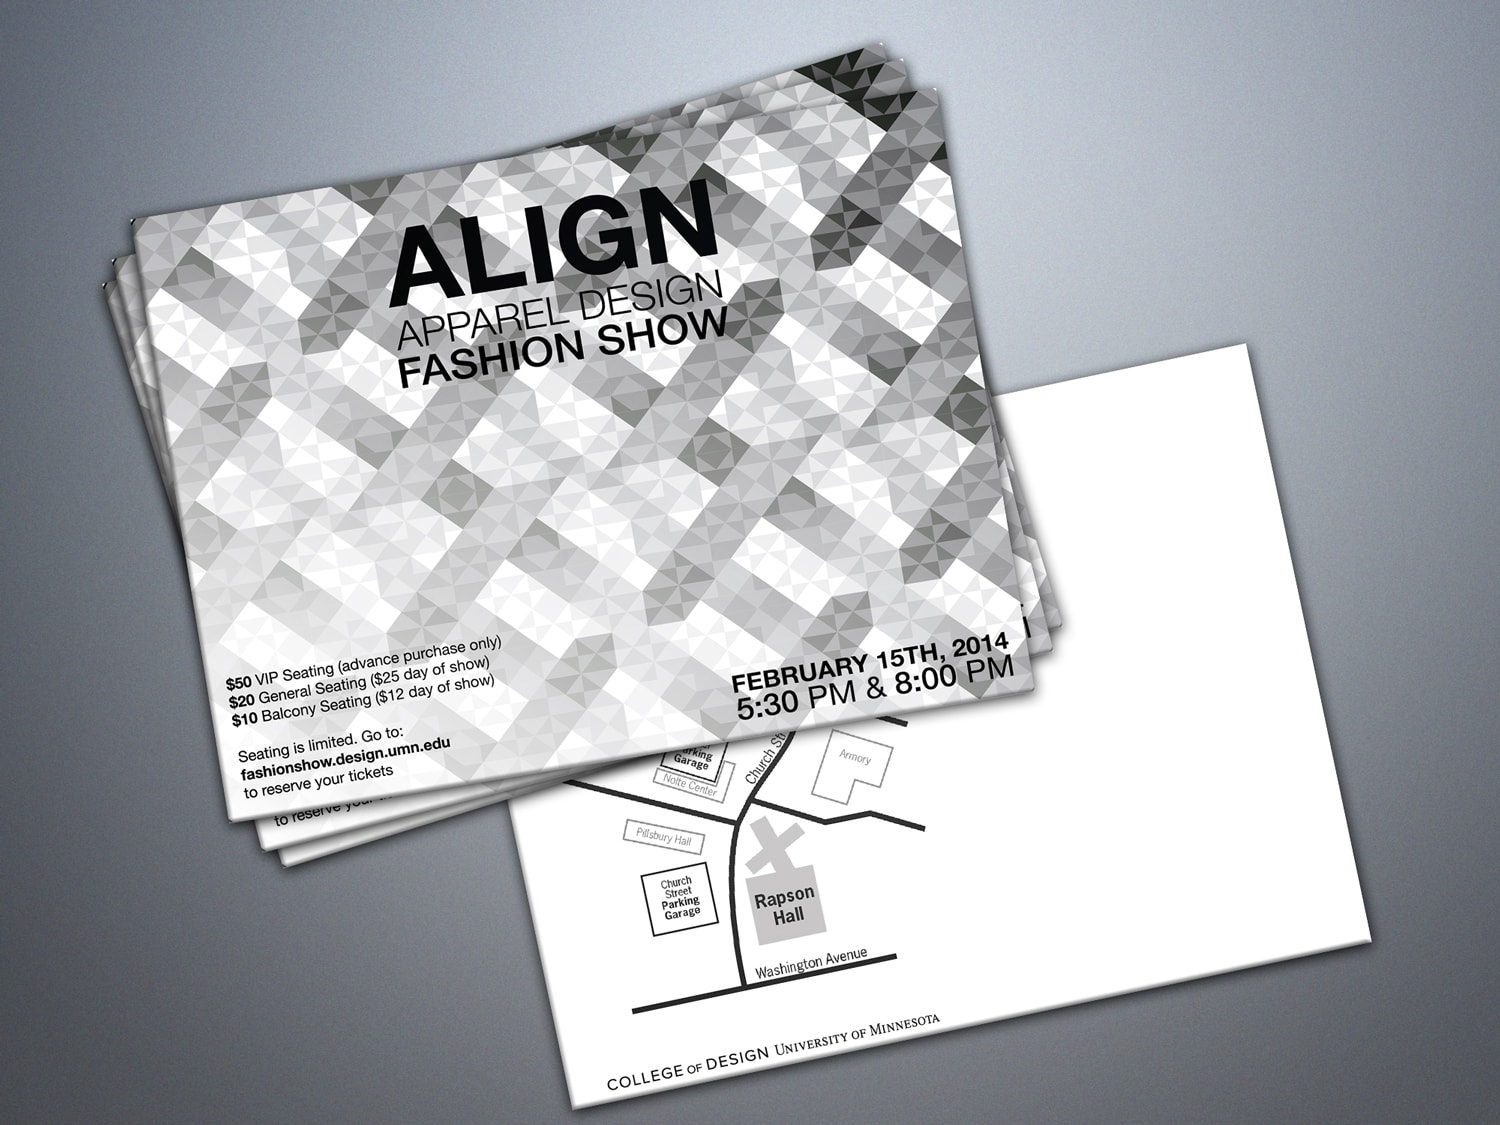 ALIGN
APPAREL DESIGN
FASHION SHOW
$50 VIP Seating (advance purchase only)
$20 General Seating ($25 day of show)
$10 Balcony Seating ($12 day of show)
Seating is limited. Go to:
fashionshow.design.umn.edu
to reserve your tickets
FEBRUARY 15TH, 2014
5:30 PM & 8:00 PM
to reserve your
Parking
Garage
Nolte Center
Church St
Armory
Pillsbury Hall
Church
Street
Parking
Garage
Rapson
Hall
Washington Avenue
COLLEGE OF DESIGN UNIVERSITY OF MINNESOTA